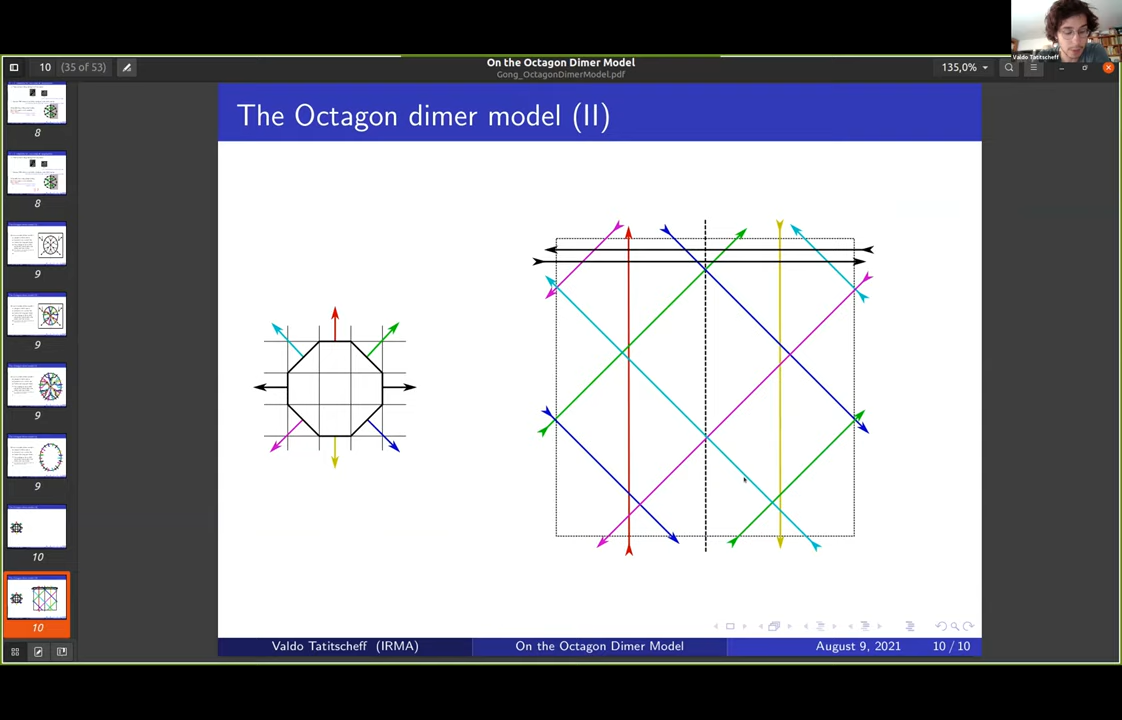 Valdo Tatitscheff
10 (35 of 53)
On the Octagon Dimer Model
Gong_OctagonDimerModel.pdf
135,0%
The Octagon dimer model (II)
8
8
9
9
9
9
10
10
Valdo Tatitscheff (IRMA)
On the Octagon Dimer Model
August 9, 2021
10 / 10